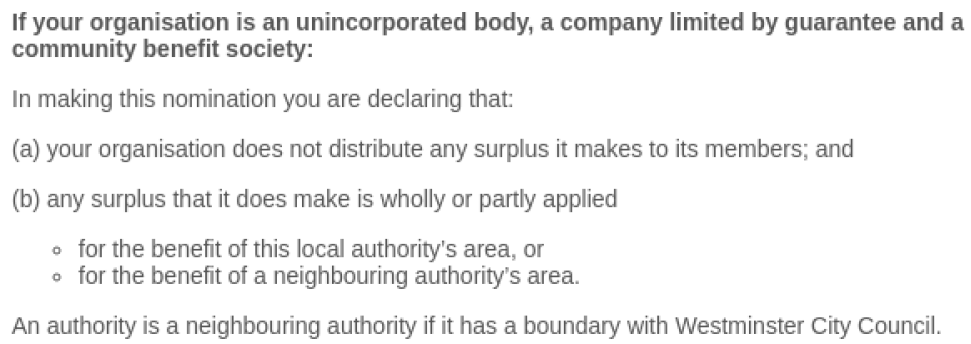 If your organisation is an unincorporated body, a company limited by guarantee and a
community benefit society:
In making this nomination you are declaring that:
(a) your organisation does not distribute any surplus it makes to its members; and
(b) any surplus that it does make is wholly or partly applied
◦ for the benefit of this local authority's area, or
◦ for the benefit of a neighbouring authority's area.
An authority is a neighbouring authority if it has a boundary with Westminster City Council.